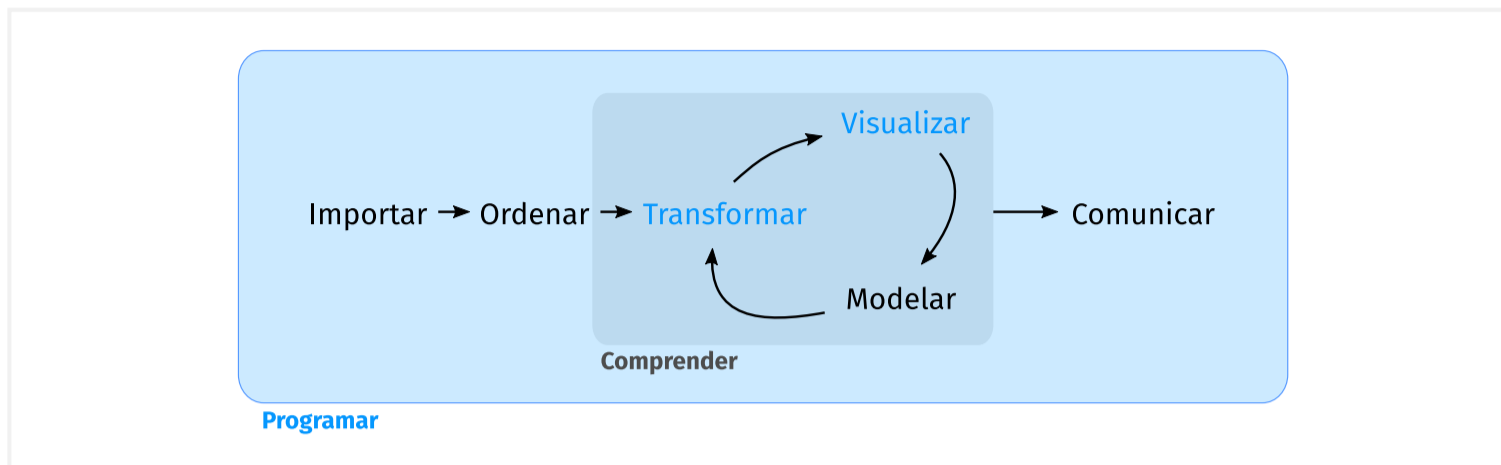 Visualizar
Importar Ordenar Transformar Comunicar
Modelar
Comprender
Programar